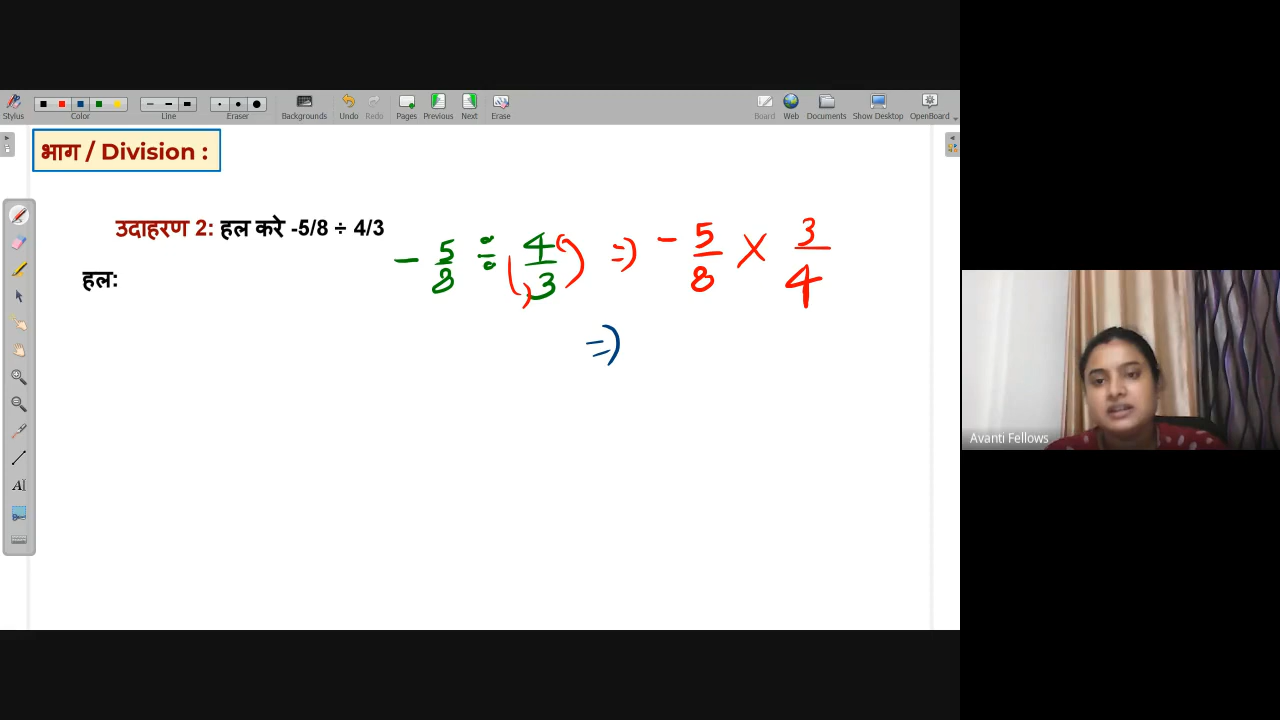 Stylus Color Line Eraser Backgrounds Undo Redo Pages Previous Next Erase Board Web Documents Show Desktop OpenBoard
भाग / Division :
उदाहरण 2: हल करे -5/8 ÷ 4/3
- 5/8 ÷ (4/3) => - 5/8 × 3/4
हल:
=>
Avanti Fellows